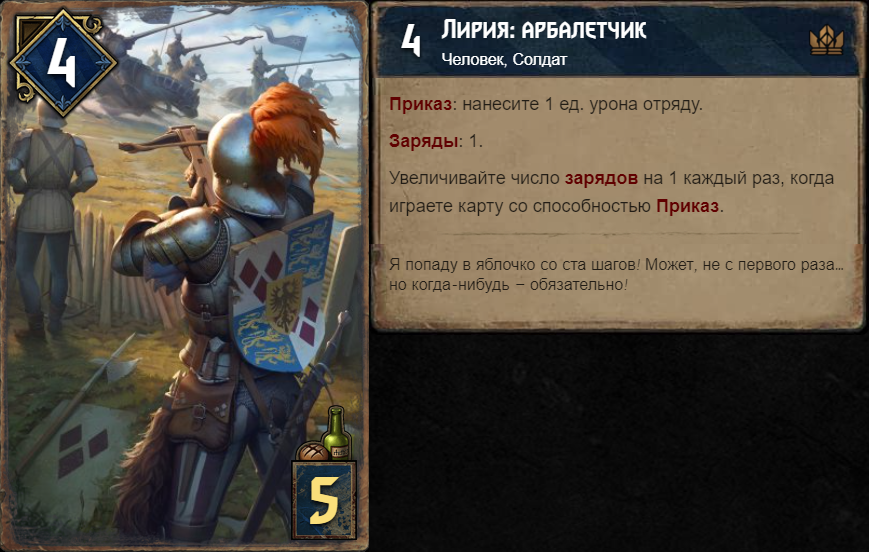 4
4
Лирия: арбалетчик
Человек, Солдат
Приказ: нанесите 1 ед. урона отряду.
Заряды: 1.
Увеличивайте число зарядов на 1 каждый раз, когда
играете карту со способностью Приказ.
Я попаду в яблочко со ста шагов! Может, не с первого раза…
но когда-нибудь – обязательно!
5